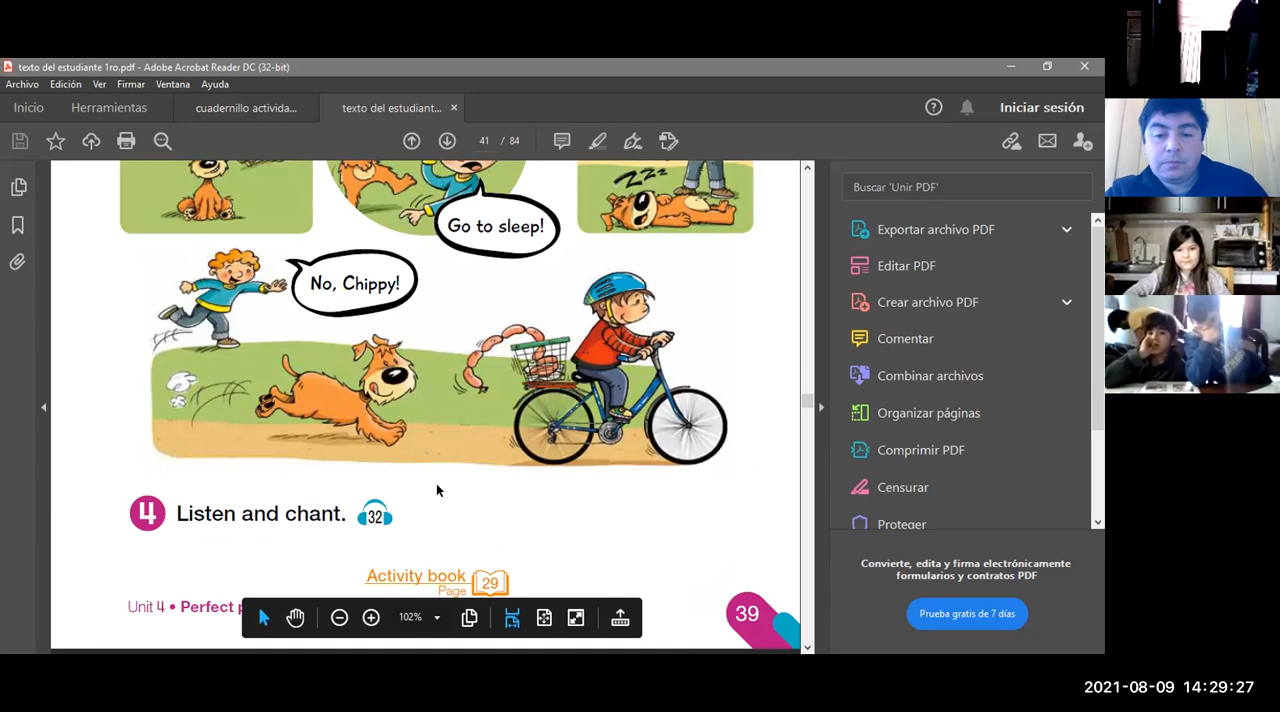 texto del estudiante 1ro.pdf - Adobe Acrobat Reader DC (32-bit)
Archivo Edición Ver Firmar Ventana Ayuda
Inicio Herramientas cuadernillo activida... texto del estudiant... × Iniciar sesión
41 / 84
Buscar 'Unir PDF'
Exportar archivo PDF
Editar PDF
Crear archivo PDF
Comentar
Combinar archivos
Organizar páginas
Comprimir PDF
Censurar
Proteger
Convierte, edita y firma electrónicamente
formularios y contratos PDF
Prueba gratis de 7 días
ZZZ
Go to sleep!
No, Chippy!
4 Listen and chant. 32
Activity book
Page 29
Unit 4 • Perfect
102%
39
2021-08-09 14:29:27